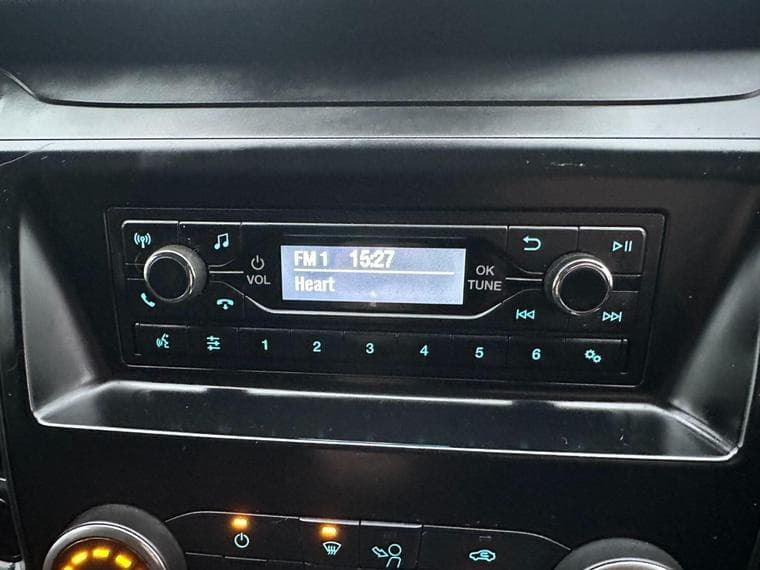 FM 1 15:27
Heart
VOL
OK
TUNE
1 2 3 4 5 6